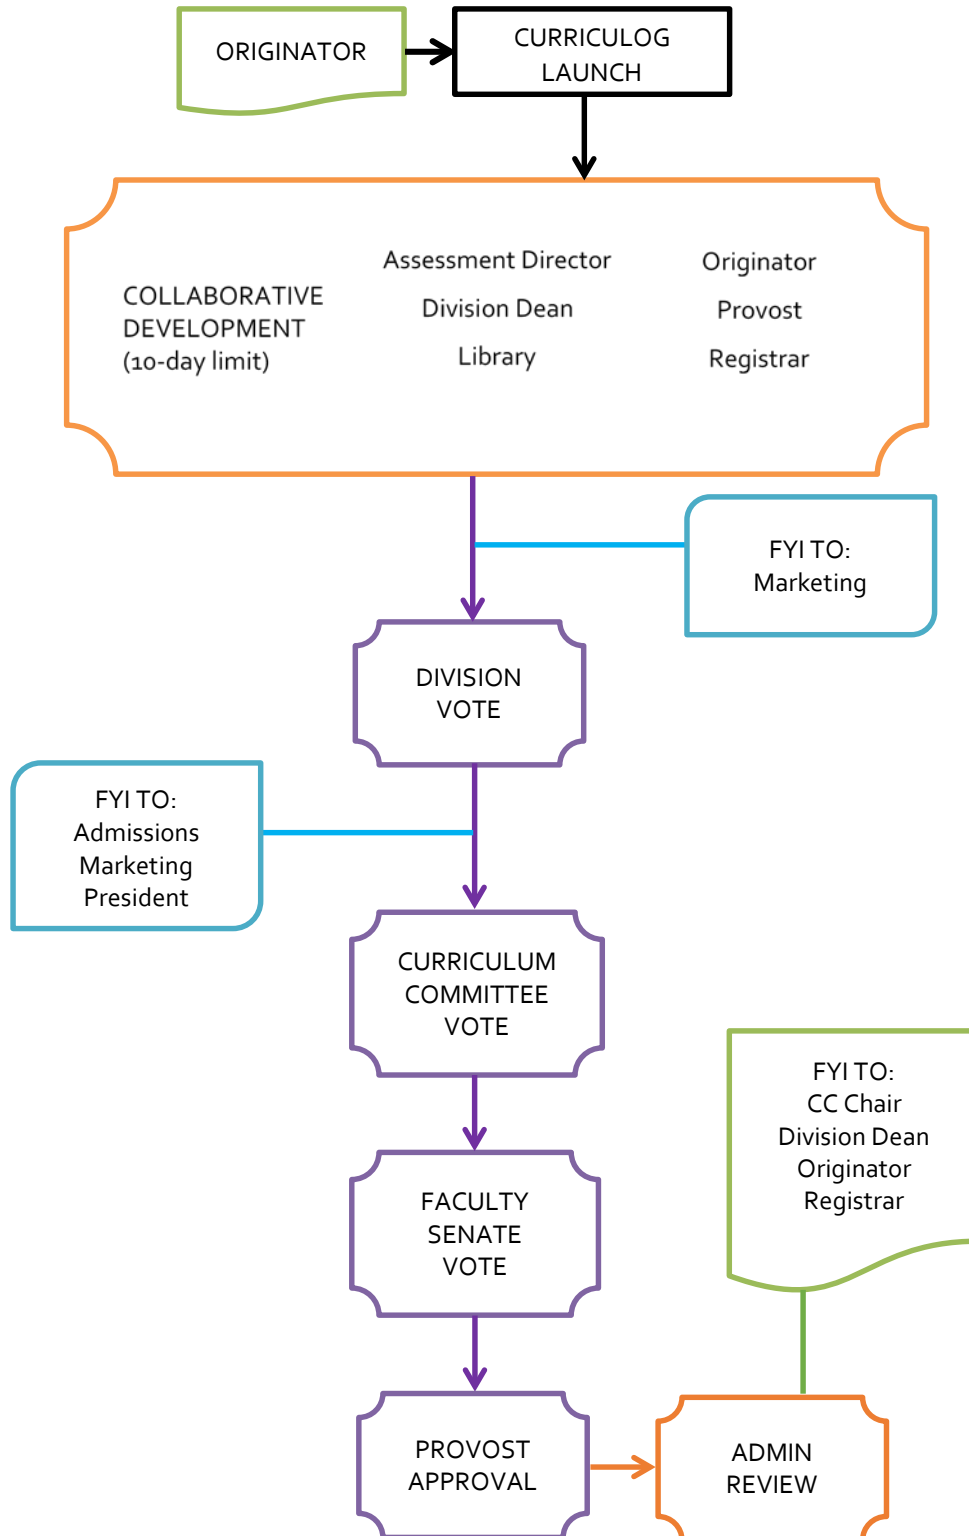 ORIGINATOR
CURRICULOG
LAUNCH
COLLABORATIVE
DEVELOPMENT
(10-day limit)
Assessment Director
Division Dean
Library
Originator
Provost
Registrar
FYI TO:
Marketing
DIVISION
VOTE
FYI TO:
Admissions
Marketing
President
CURRICULUM
COMMITTEE
VOTE
FYI TO:
CC Chair
Division Dean
Originator
Registrar
FACULTY
SENATE
VOTE
PROVOST
APPROVAL
ADMIN
REVIEW